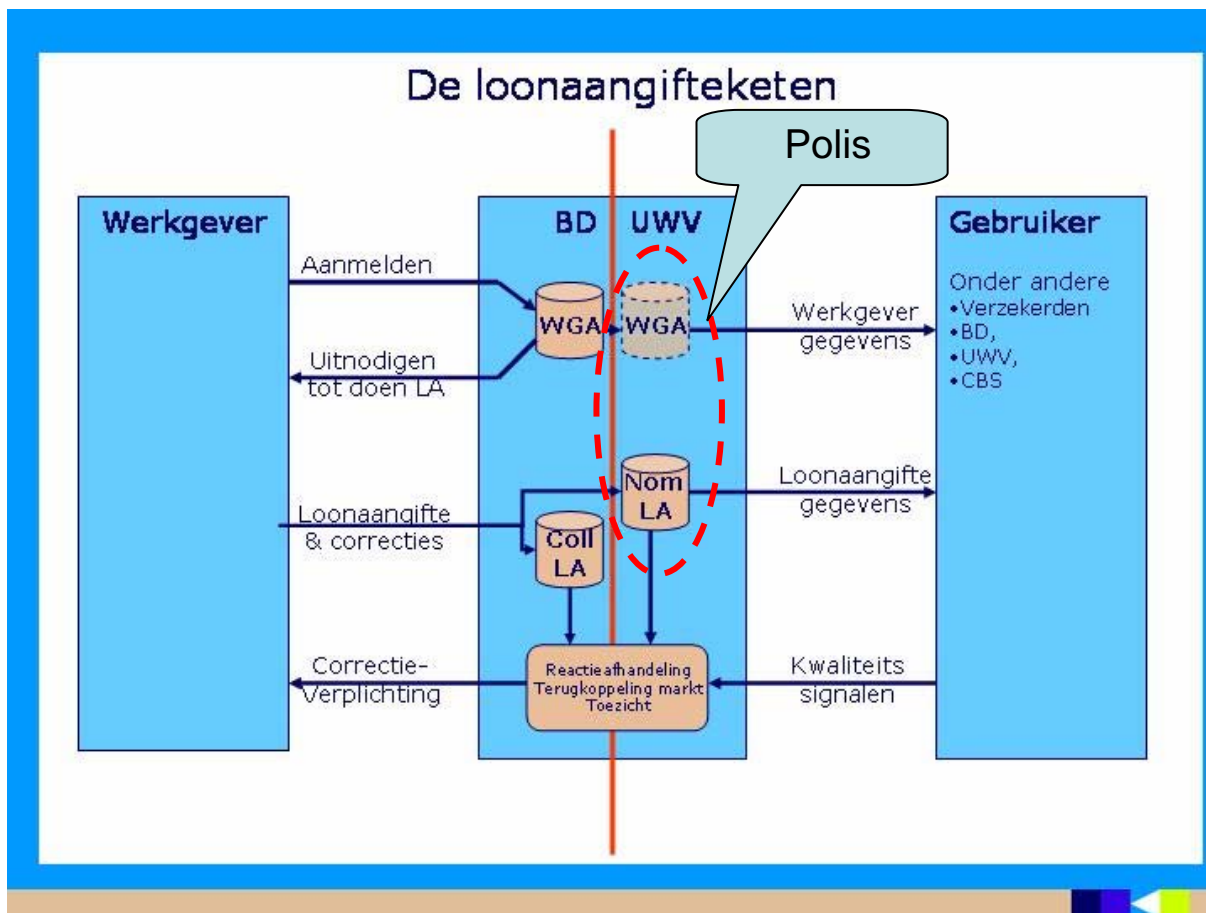 De loonaangifteketen
Polis
Werkgever
BD
UWV
Gebruiker
Aanmelden
WGA
WGA
Werkgever
gegevens
Onder andere
•Verzekerden
•BD,
•UWV,
•CBS
Uitnodigen
tot doen LA
Loonaangifte
& correcties
Nom
LA
Coll
LA
Loonaangifte
gegevens
Correctie-
Verplichting
Reactieafhandeling
Terugkoppeling markt
Toezicht
Kwaliteits
signalen